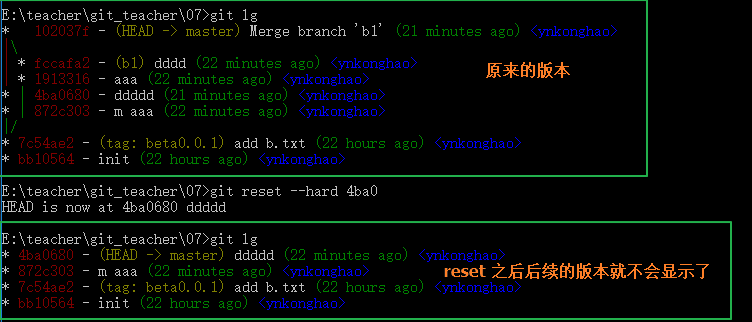 E:\teacher\git_teacher\07>git lg
*   102037f - (HEAD -> master) Merge branch 'b1' (21 minutes ago) <ynkonghao>
|\
| * fccafa2 - (b1) dddd (22 minutes ago) <ynkonghao>
| * 1913316 - aaa (22 minutes ago) <ynkonghao>
原来的版本
* | 4ba0680 - ddddd (21 minutes ago) <ynkonghao>
* | 872c303 - m aaa (22 minutes ago) <ynkonghao>
|/
* 7c54ae2 - (tag: beta0.0.1) add b.txt (22 hours ago) <ynkonghao>
* bb10564 - init (22 hours ago) <ynkonghao>
E:\teacher\git_teacher\07>git reset --hard 4ba0
HEAD is now at 4ba0680 ddddd
E:\teacher\git_teacher\07>git lg
* 4ba0680 - (HEAD -> master) ddddd (22 minutes ago) <ynkonghao>
* 872c303 - m aaa (22 minutes ago) <ynkonghao>
reset 之后后续的版本就不会显示了
* 7c54ae2 - (tag: beta0.0.1) add b.txt (22 hours ago) <ynkonghao>
* bb10564 - init (22 hours ago) <ynkonghao>